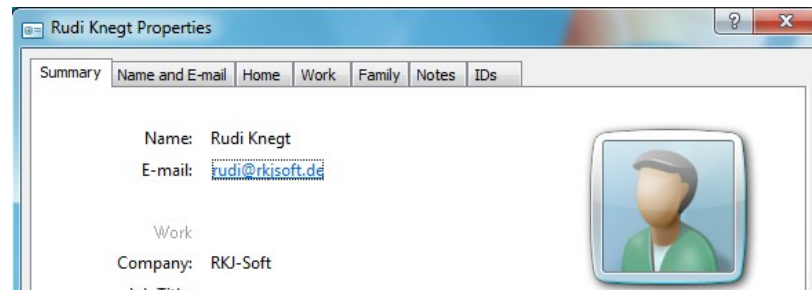 Rudi Knegt Properties
Summary Name and E-mail Home Work Family Notes IDs
Name: Rudi Knegt
E-mail: rudi@rkjsoft.de
Work
Company: RKJ-Soft